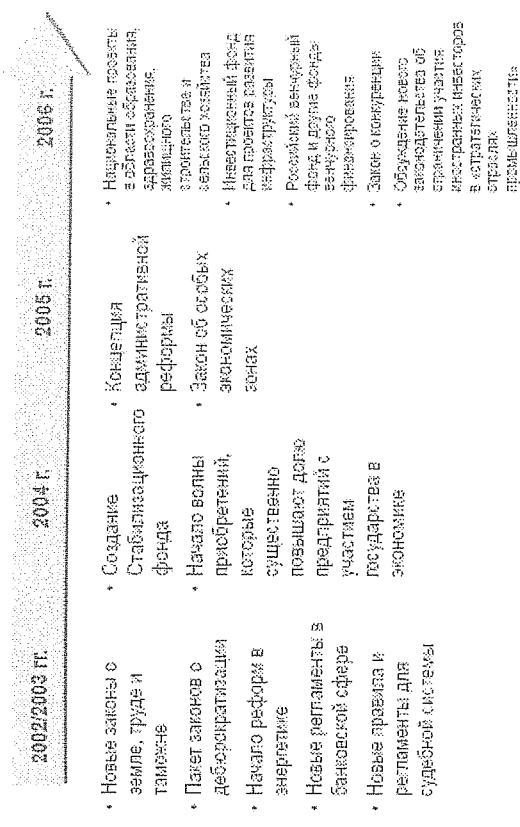 2002/2003 гг.
2004 г.
2005 г.
2006 г.
• Новые законы о
земле, труде и
таможне
• Пакет законов о
дебюрократизации
• Начало реформ в
энергетике
• Новые регламенты в
банковской сфере
• Новые правила и
регламенты для
судебной системы
• Создание
Стабилизационного
фонда
• Начало волны
приобретений,
которые
существенно
повышают долю
предприятий с
участием
государства в
экономике
• Концепция
административной
реформы
• Закон об особых
экономических
зонах
• Национальные проекты
в области образования,
здравоохранения,
жилищного
строительства и
сельского хозяйства
• Инвестиционный фонд
для проектов развития
инфраструктуры
• Российский венчурный
фонд и другие фонды
венчурного
финансирования
• Закон о конкуренции
• Обсуждение нового
законодательства об
ограничении участия
иностранных инвесторов
в «стратегических
отраслях
промышленности»